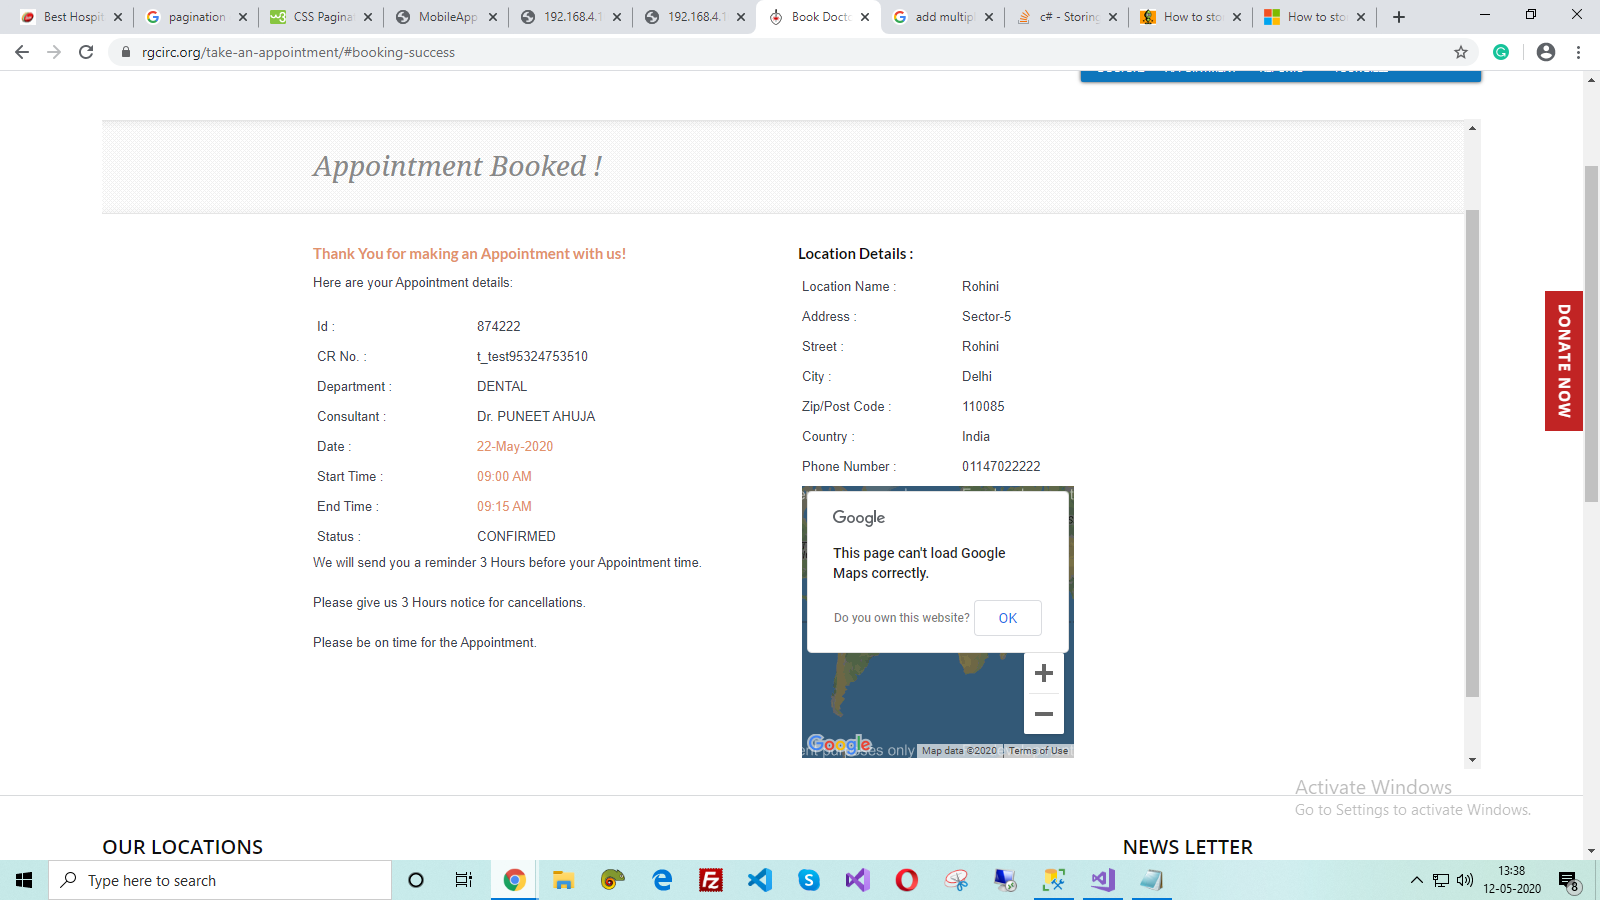 Best Hospit
pagination
CSS Pagina
MobileApp
192.168.4.1
192.168.4.1
Book Docto
add multipl
c# - Storing
How to sto
How to sto
rgcirc.org/take-an-appointment/#booking-success
Appointment Booked !
Thank You for making an Appointment with us!
Here are your Appointment details:
Id : 874222
CR No. : t_test95324753510
Department : DENTAL
Consultant : Dr. PUNEET AHUJA
Date : 22-May-2020
Start Time : 09:00 AM
End Time : 09:15 AM
Status : CONFIRMED
We will send you a reminder 3 Hours before your Appointment time.
Please give us 3 Hours notice for cancellations.
Please be on time for the Appointment.
Location Details :
Location Name : Rohini
Address : Sector-5
Street : Rohini
City : Delhi
Zip/Post Code : 110085
Country : India
Phone Number : 01147022222
Google
This page can't load Google
Maps correctly.
Do you own this website? OK
Google
purposes only
Map data ©2020 Terms of Use
DONATE NOW
Activate Windows
Go to Settings to activate Windows.
OUR LOCATIONS
NEWS LETTER
Type here to search
13:38
12-05-2020
8